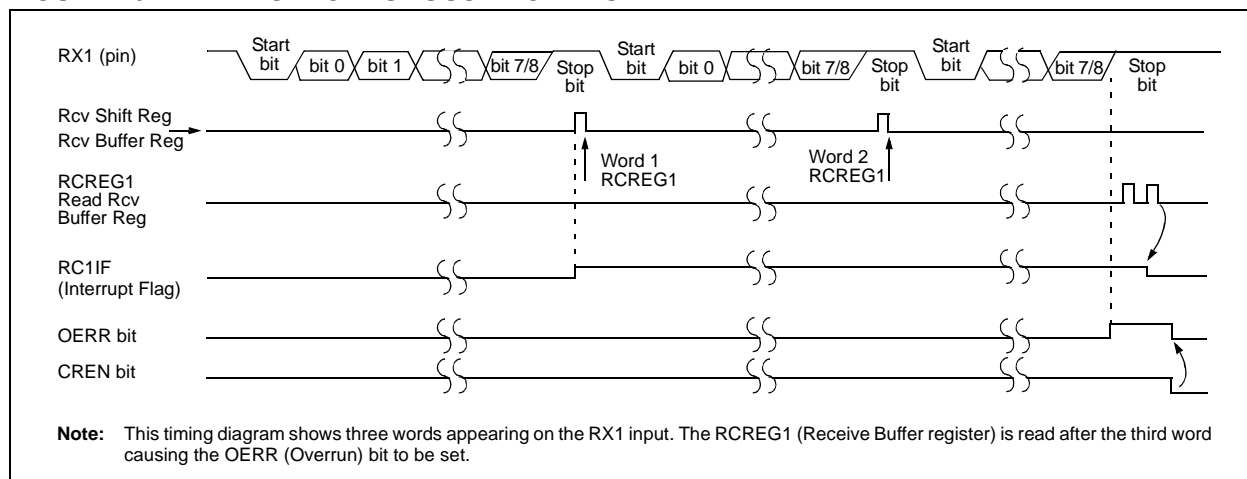 RX1 (pin)
Start bit
bit 0
bit 1
bit 7/8
Stop bit
Start bit
bit 0
bit 7/8
Stop bit
Start bit
bit 7/8
Stop bit
Rcv Shift Reg
Rcv Buffer Reg
Word 1
RCREG1
Word 2
RCREG1
RCREG1
Read Rcv
Buffer Reg
RC1IF
(Interrupt Flag)
OERR bit
CREN bit
Note: This timing diagram shows three words appearing on the RX1 input. The RCREG1 (Receive Buffer register) is read after the third word
causing the OERR (Overrun) bit to be set.